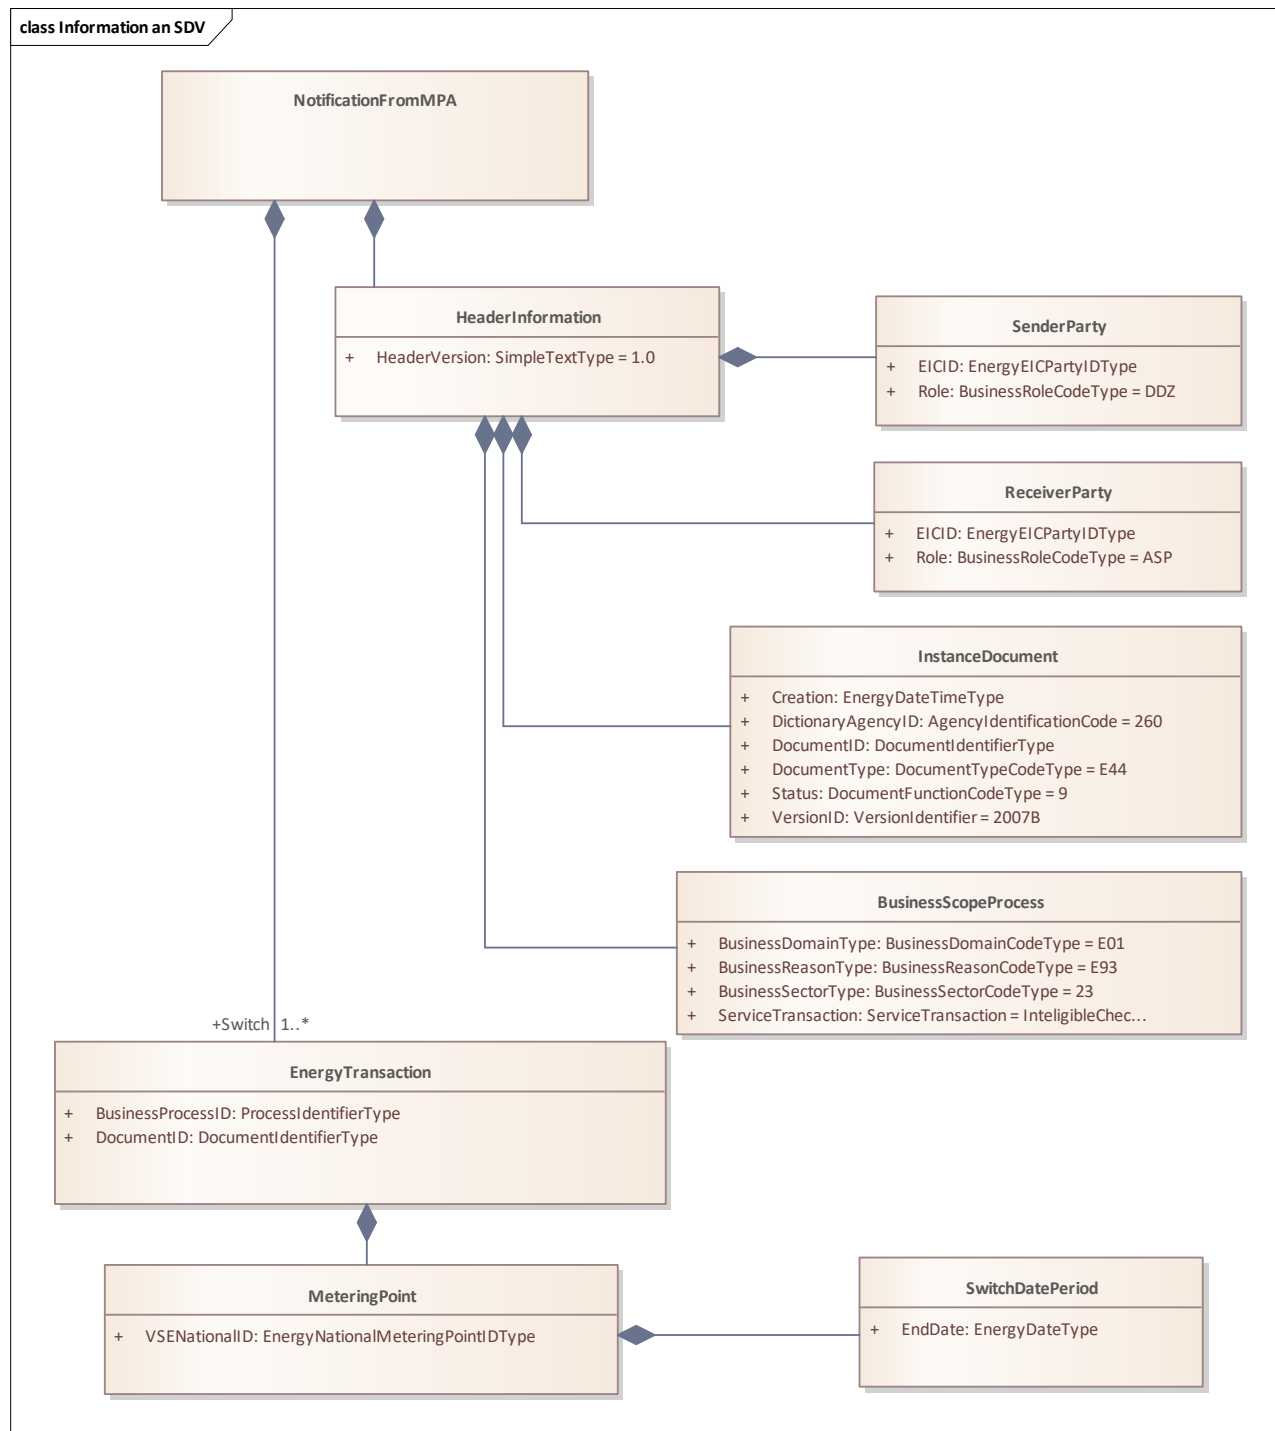 class Information an SDV
NotificationFromMPA
HeaderInformation
+ HeaderVersion: SimpleTextType = 1.0
SenderParty
+ EICID: EnergyEICPartyIDType
+ Role: BusinessRoleCodeType = DDZ
ReceiverParty
+ EICID: EnergyEICPartyIDType
+ Role: BusinessRoleCodeType = ASP
InstanceDocument
+ Creation: EnergyDateTimeType
+ DictionaryAgencyID: AgencyIdentificationCode = 260
+ DocumentID: DocumentIdentifierType
+ DocumentType: DocumentTypeCodeType = E44
+ Status: DocumentFunctionCodeType = 9
+ VersionID: VersionIdentifier = 2007B
BusinessScopeProcess
+ BusinessDomainType: BusinessDomainCodeType = E01
+ BusinessReasonType: BusinessReasonCodeType = E93
+ BusinessSectorType: BusinessSectorCodeType = 23
+ ServiceTransaction: ServiceTransaction = InteligibleChec...
+Switch 1..*
EnergyTransaction
+ BusinessProcessID: ProcessIdentifierType
+ DocumentID: DocumentIdentifierType
MeteringPoint
+ VSENationalID: EnergyNationalMeteringPointIDType
SwitchDatePeriod
+ EndDate: EnergyDateType